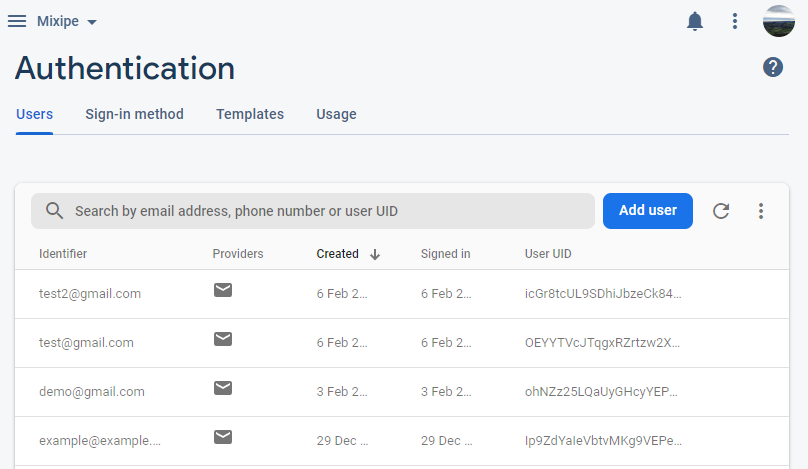 Mixipe
Authentication
Users Sign-in method Templates Usage
Search by email address, phone number or user UID Add user
Identifier Providers Created Signed in User UID
test2@gmail.com 6 Feb 2... 6 Feb 2... icGr8tcUL9SDhiJbzeCk84...
test@gmail.com 6 Feb 2... 6 Feb 2... OEYYTVcJTqgxRZrtzw2X...
demo@gmail.com 3 Feb 2... 3 Feb 2... ohNZz25LQaUyGHcyYEP...
example@example.... 29 Dec ... 29 Dec ... Ip9ZdYaIeVbtvMKg9VEPe...